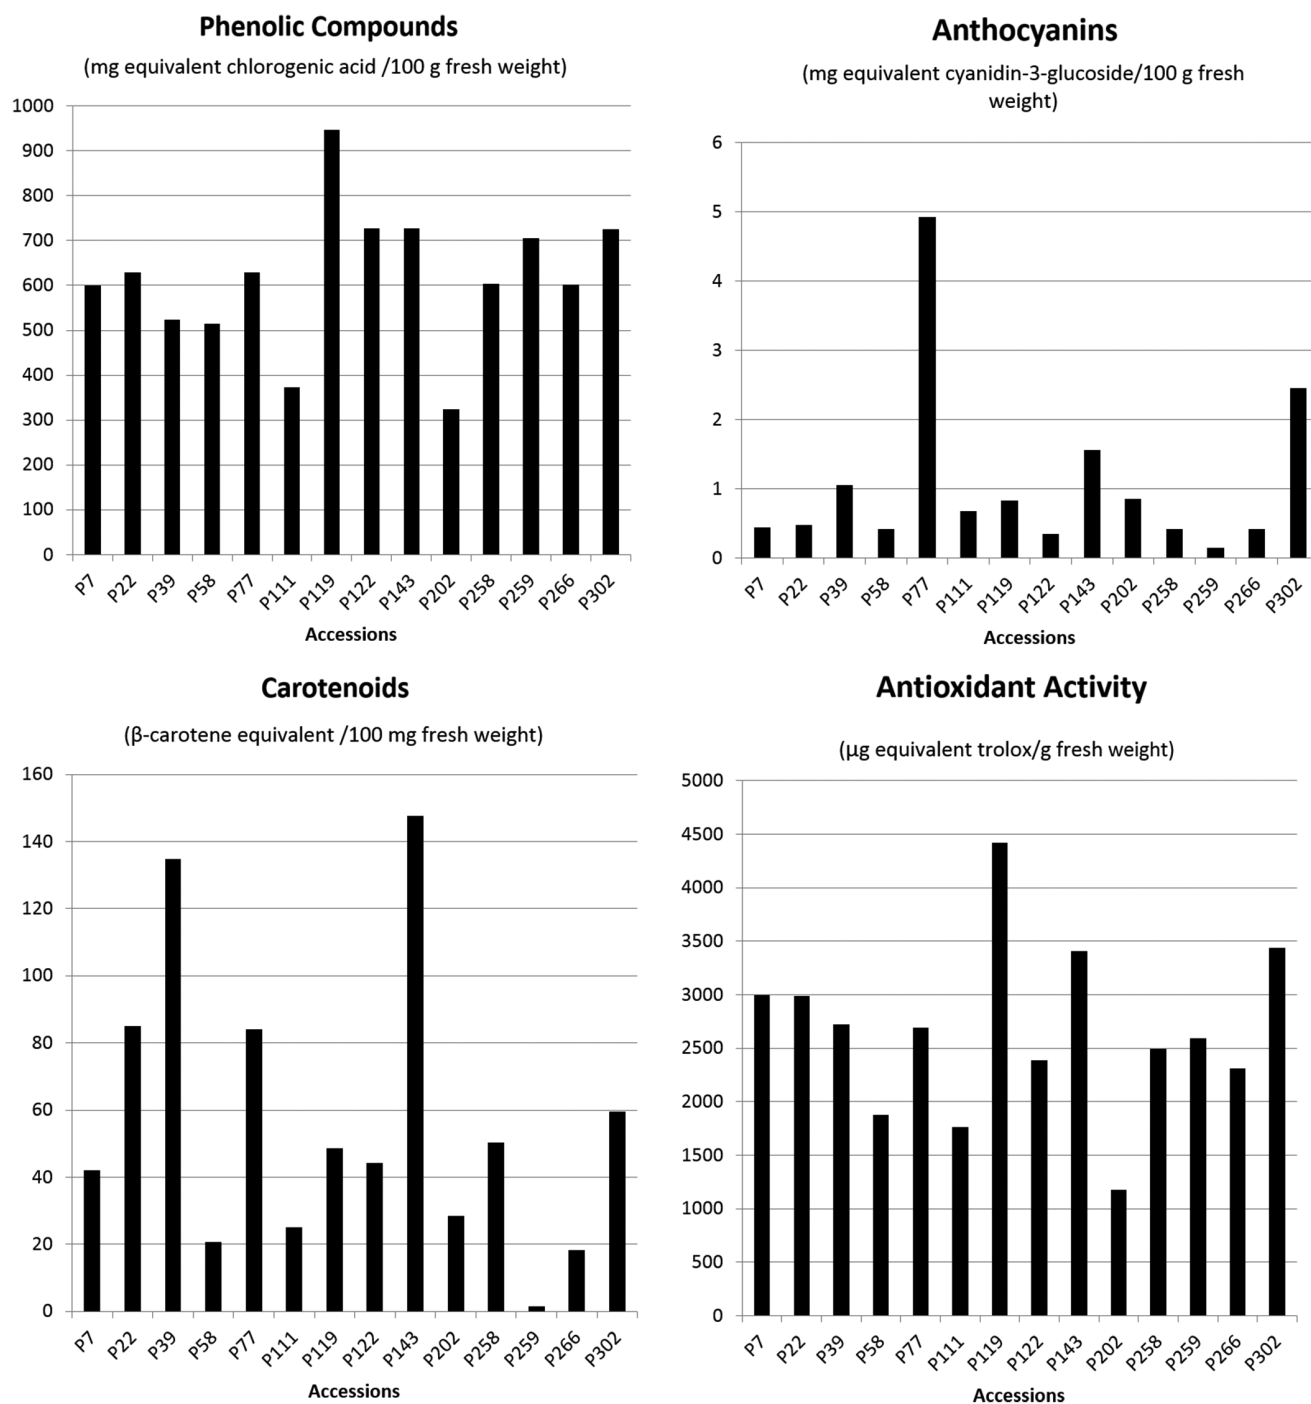 Phenolic Compounds
(mg equivalent chlorogenic acid /100 g fresh weight)
1000
900
800
700
600
500
400
300
200
100
0
P7
P22
P39
P58
P77
P111
P119
P122
P143
P202
P258
P259
P266
P302
Accessions
Anthocyanins
(mg equivalent cyanidin-3-glucoside/100 g fresh
weight)
6
5
4
3
2
1
0
P7
P22
P39
P58
P77
P111
P119
P122
P143
P202
P258
P259
P266
P302
Accessions
Carotenoids
(β-carotene equivalent /100 mg fresh weight)
160
140
120
100
80
60
40
20
0
P7
P22
P39
P58
P77
P111
P119
P122
P143
P202
P258
P259
P266
P302
Accessions
Antioxidant Activity
(μg equivalent trolox/g fresh weight)
5000
4500
4000
3500
3000
2500
2000
1500
1000
500
0
P7
P22
P39
P58
P77
P111
P119
P122
P143
P202
P258
P259
P266
P302
Accessions